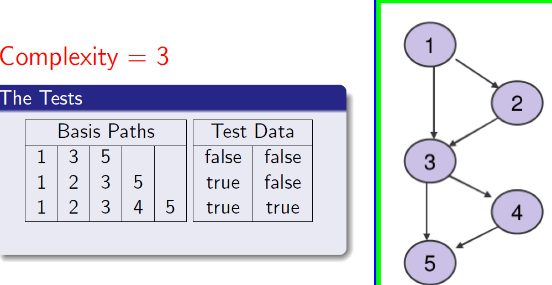 Complexity = 3
The Tests
Basis Paths Test Data
1 3 5 false false
1 2 3 5 true false
1 2 3 4 5 true true
1
2
3
4
5